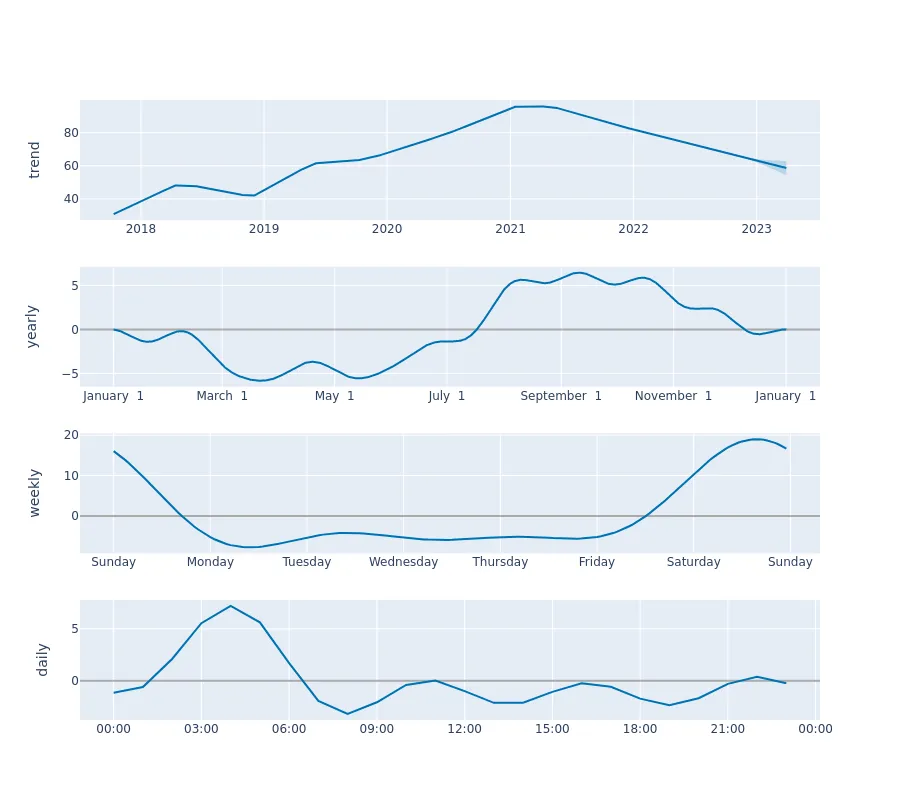 trend
80
60
40
2018 2019 2020 2021 2022 2023
yearly
5
0
−5
January 1 March 1 May 1 July 1 September 1 November 1 January 1
weekly
20
10
0
Sunday Monday Tuesday Wednesday Thursday Friday Saturday Sunday
daily
5
0
00:00 03:00 06:00 09:00 12:00 15:00 18:00 21:00 00:00